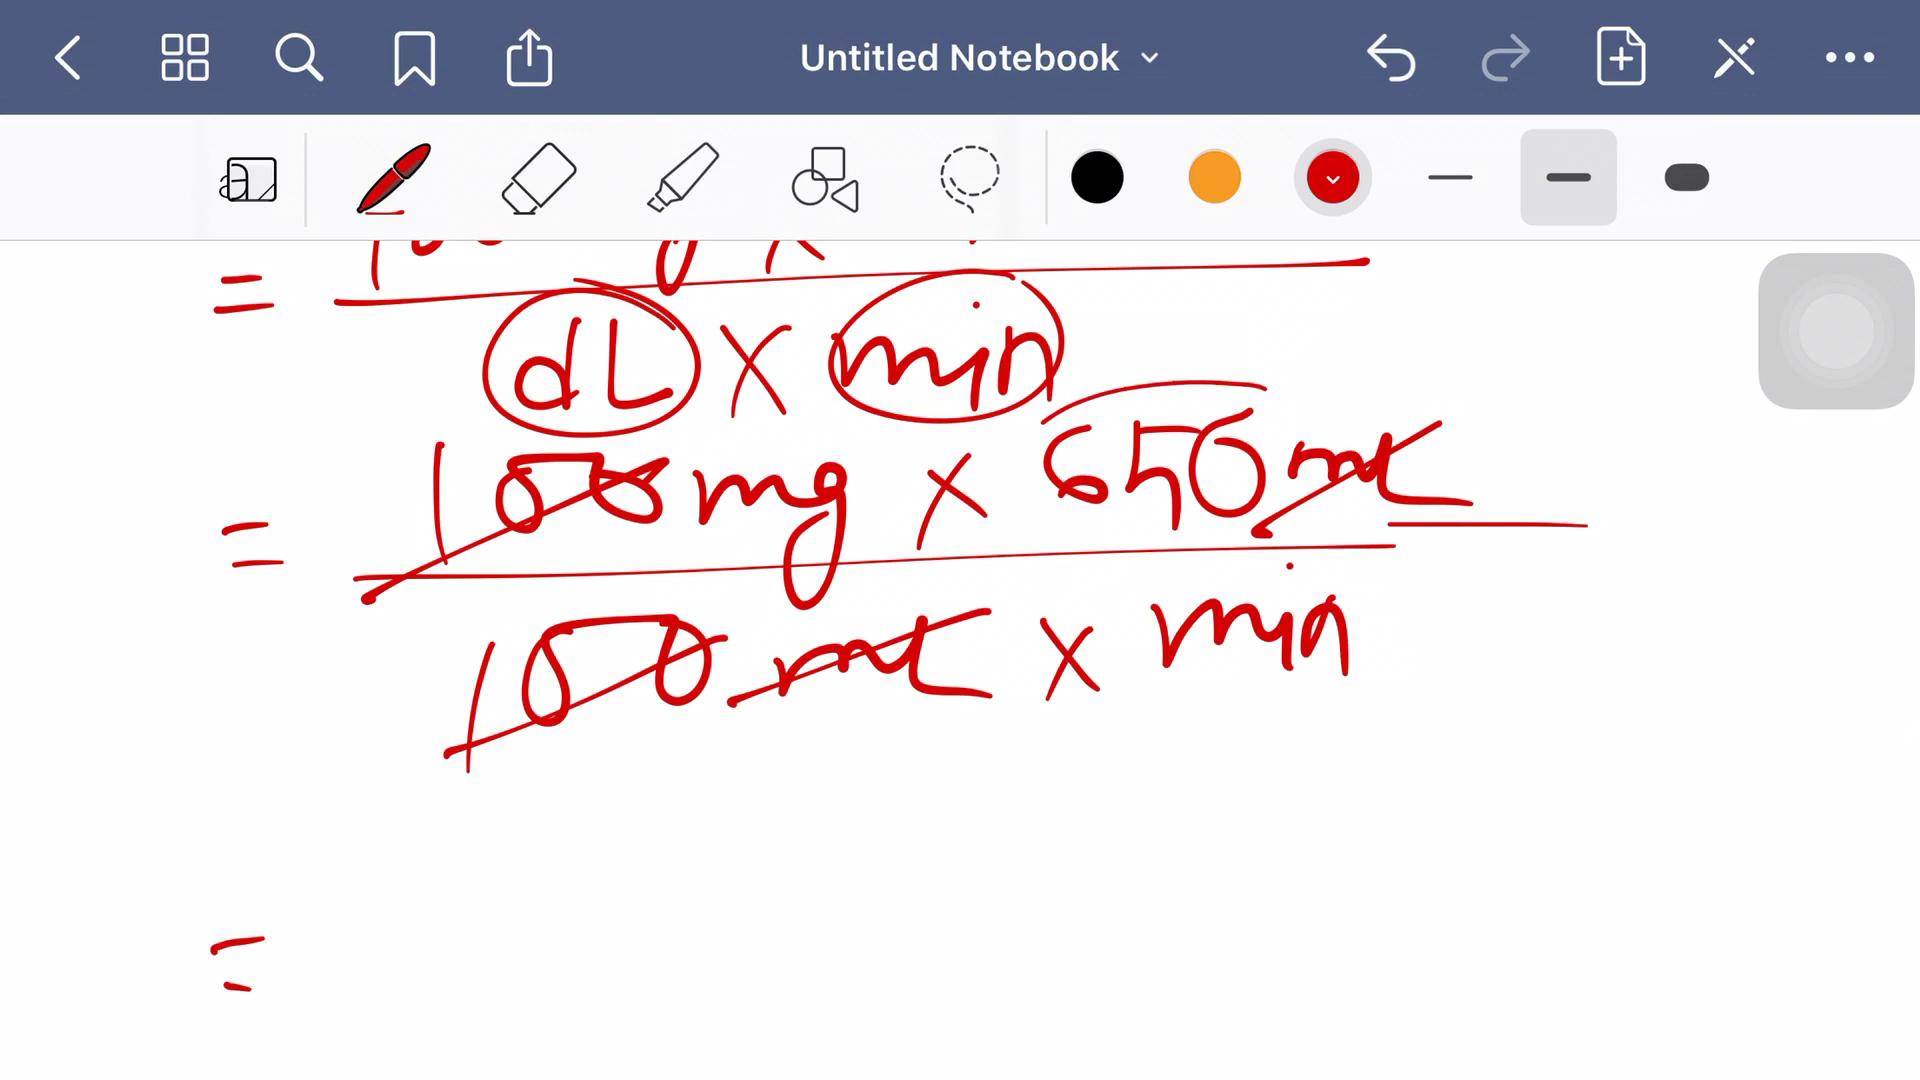 Untitled Notebook
=
dL × min
= 100 mg × 650 mL
100 mL × min
=